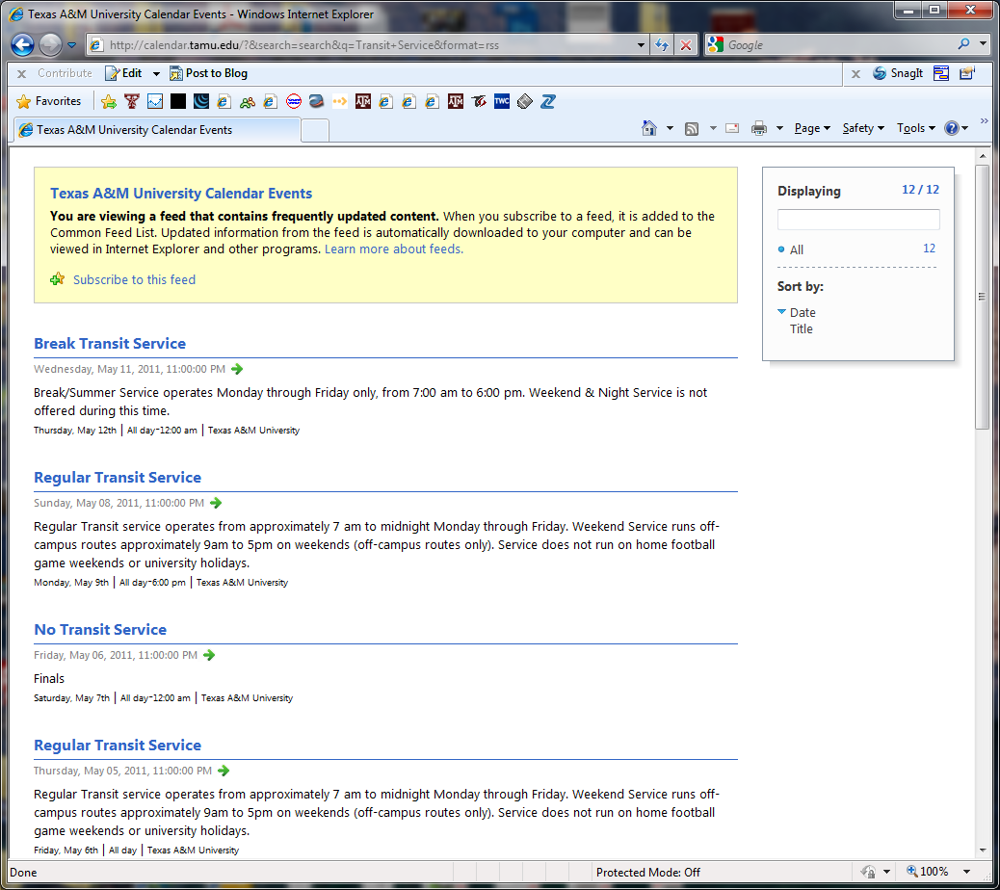 Texas A&M University Calendar Events - Windows Internet Explorer
http://calendar.tamu.edu/?&search=search&q=Transit+Service&format=rss
Google
x Contribute Edit Post to Blog
x SnagIt
Favorites
ATM
ATM
TWC
Texas A&M University Calendar Events
Page Safety Tools
Texas A&M University Calendar Events
You are viewing a feed that contains frequently updated content. When you subscribe to a feed, it is added to the
Common Feed List. Updated information from the feed is automatically downloaded to your computer and can be
viewed in Internet Explorer and other programs. Learn more about feeds.
Subscribe to this feed
Displaying 12 / 12
All 12
Sort by:
Date
Title
Break Transit Service
Wednesday, May 11, 2011, 11:00:00 PM
Break/Summer Service operates Monday through Friday only, from 7:00 am to 6:00 pm. Weekend & Night Service is not
offered during this time.
Thursday, May 12th | All day-12:00 am | Texas A&M University
Regular Transit Service
Sunday, May 08, 2011, 11:00:00 PM
Regular Transit service operates from approximately 7 am to midnight Monday through Friday. Weekend Service runs off-
campus routes approximately 9am to 5pm on weekends (off-campus routes only). Service does not run on home football
game weekends or university holidays.
Monday, May 9th | All day-6:00 pm | Texas A&M University
No Transit Service
Friday, May 06, 2011, 11:00:00 PM
Finals
Saturday, May 7th | All day-12:00 am | Texas A&M University
Regular Transit Service
Thursday, May 05, 2011, 11:00:00 PM
Regular Transit service operates from approximately 7 am to midnight Monday through Friday. Weekend Service runs off-
campus routes approximately 9am to 5pm on weekends (off-campus routes only). Service does not run on home football
game weekends or university holidays.
Friday, May 6th | All day | Texas A&M University
Done
Protected Mode: Off
100%